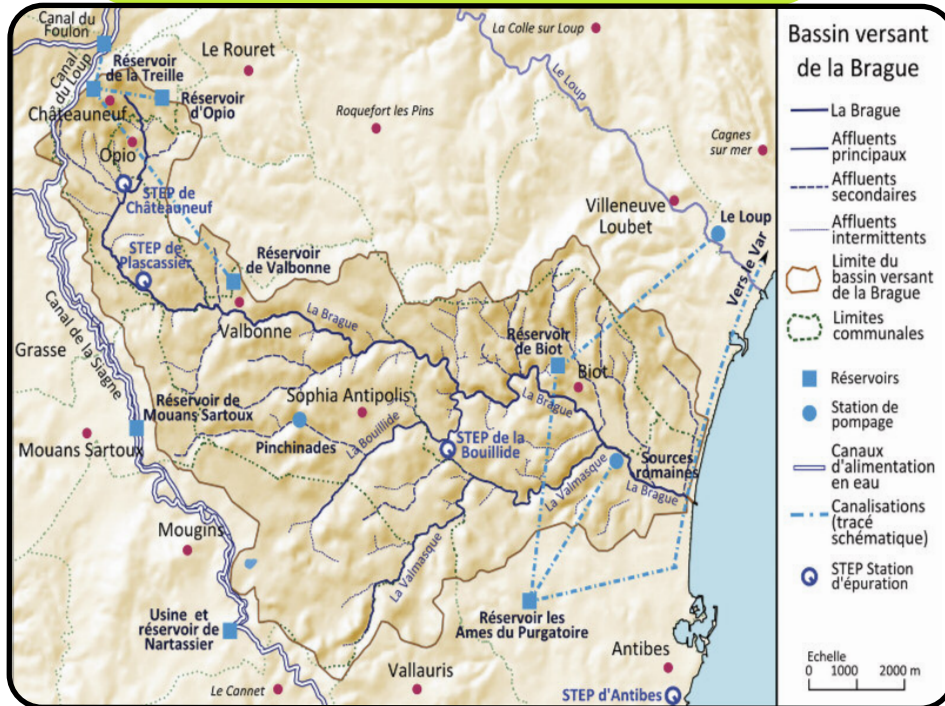 Canal du
Foulon
Canal
du Loup
Le Rouret
La Colle sur Loup
Le Loup
Réservoir
de la Treille
Châteauneuf
Réservoir
d'Opio
Roquefort les Pins
Cagnes
sur mer
Opio
STEP de
Châteauneuf
Villeneuve
Loubet
Le Loup
STEP de
Plascassier
Réservoir
de Valbonne
Vers le Var
Canal de la Siagne
Valbonne
La Brague
Grasse
Réservoir
de Biot
Biot
Réservoir de
Mouans Sartoux
Sophia Antipolis
La Brague
Mouans Sartoux
Pinchinades
La Bouillide
STEP de la
Bouillide
Sources
romaines
La Valmasque
La Brague
Mougins
La Valmasque
Usine et
réservoir de
Nartassier
Réservoir les
Ames du Purgatoire
Antibes
Le Cannet
Vallauris
STEP d'Antibes
Bassin versant
de la Brague
La Brague
Affluents
principaux
Affluents
secondaires
Affluents
intermittents
Limite du
bassin versant
de la Brague
Limites
communales
Réservoirs
Station de
pompage
Canaux
d'alimentation
en eau
Canalisations
(tracé
schématique)
STEP Station
d'épuration
Echelle
0 1000 2000 m